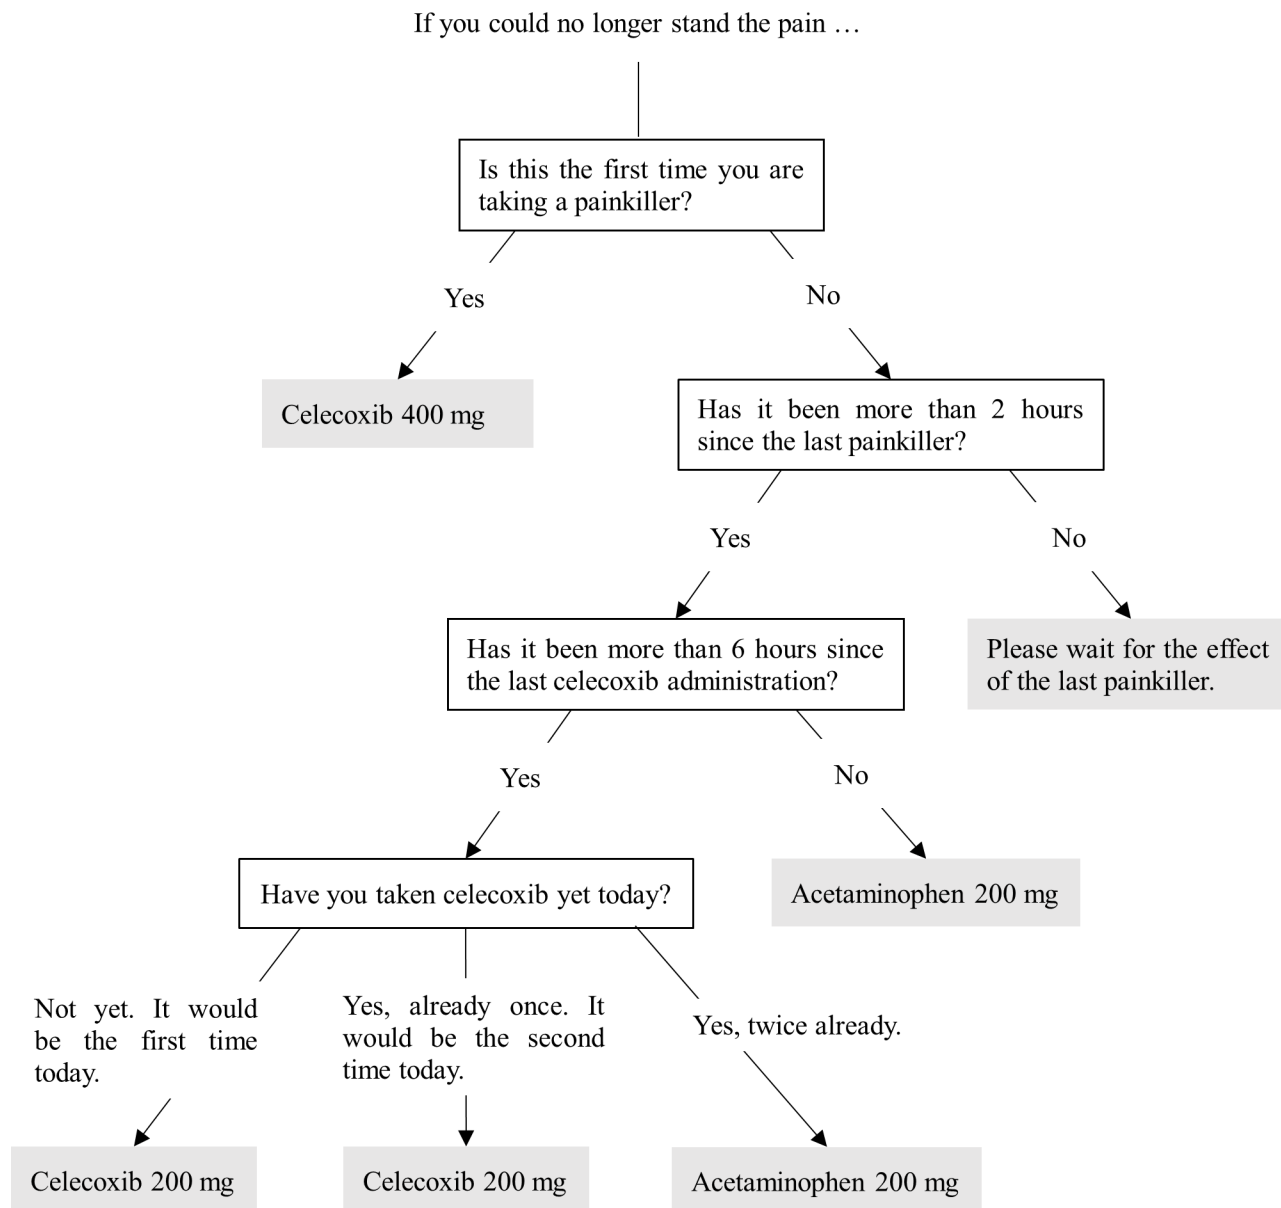 If you could no longer stand the pain …
Is this the first time you are
taking a painkiller?
Yes
No
Celecoxib 400 mg
Has it been more than 2 hours
since the last painkiller?
Yes
No
Has it been more than 6 hours since
the last celecoxib administration?
Please wait for the effect
of the last painkiller.
Yes
No
Have you taken celecoxib yet today?
Acetaminophen 200 mg
Not yet. It would
be the first time
today.
Yes, already once. It
would be the second
time today.
Yes, twice already.
Celecoxib 200 mg
Celecoxib 200 mg
Acetaminophen 200 mg